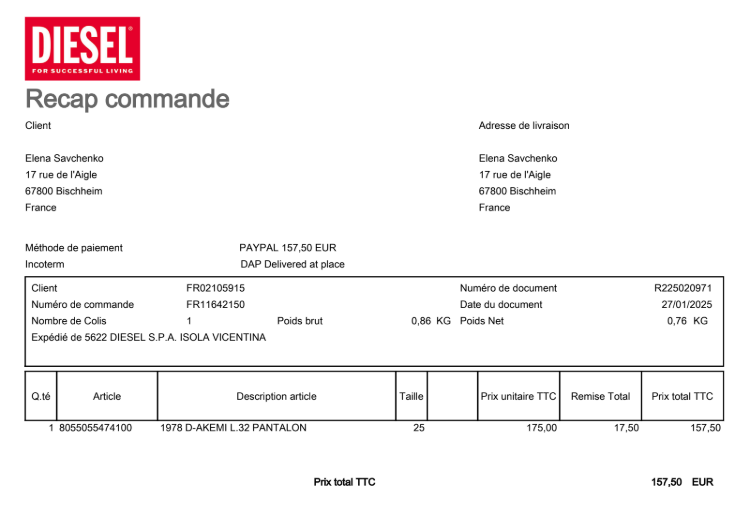 DIESEL®
FOR SUCCESSFUL LIVING
Recap commande
Client
Adresse de livraison
Elena Savchenko
Elena Savchenko
17 rue de l'Aigle
17 rue de l'Aigle
67800 Bischheim
67800 Bischheim
France
France
Méthode de paiement PAYPAL 157,50 EUR
Incoterm DAP Delivered at place
Client FR02105915 Numéro de document R225020971
Numéro de commande FR11642150 Date du document 27/01/2025
Nombre de Colis 1 Poids brut 0,86 KG Poids Net 0,76 KG
Expédié de 5622 DIESEL S.P.A. ISOLA VICENTINA
Q.té Article Description article Taille Prix unitaire TTC Remise Total Prix total TTC
1 8055055474100 1978 D-AKEMI L.32 PANTALON 25 175,00 17,50 157,50
Prix total TTC 157,50 EUR